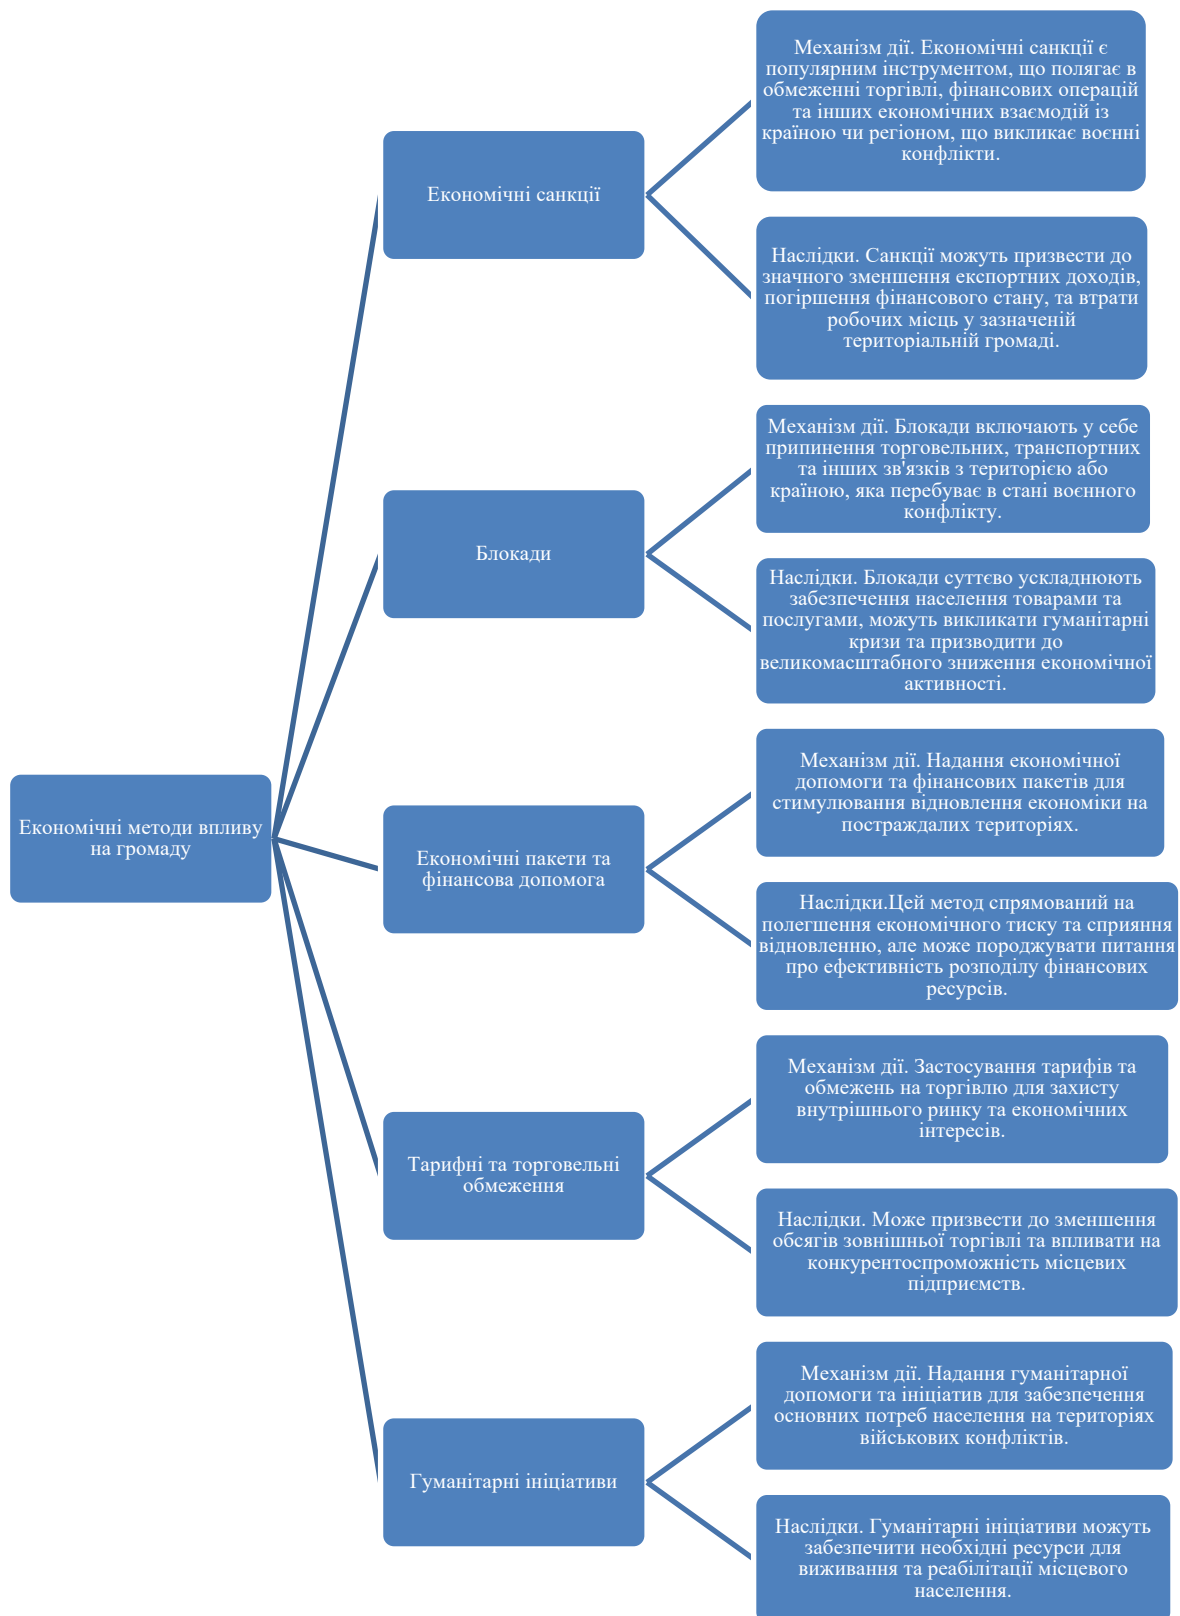 Економічні методи впливу
на громаду
Економічні санкції
Механізм дії. Економічні санкції є
популярним інструментом, що полягає в
обмеженні торгівлі, фінансових операцій
та інших економічних взаємодій із
країною чи регіоном, що викликає воєнні
конфлікти.
Наслідки. Санкції можуть призвести до
значного зменшення експортних доходів,
погіршення фінансового стану, та втрати
робочих місць у зазначеній
територіальній громаді.
Блокади
Механізм дії. Блокади включають у себе
припинення торговельних, транспортних
та інших зв'язків з територією або
країною, яка перебуває в стані воєнного
конфлікту.
Наслідки. Блокади суттєво ускладнюють
забезпечення населення товарами та
послугами, можуть викликати гуманітарні
кризи та призводити до
великомасштабного зниження економічної
активності.
Економічні пакети та
фінансова допомога
Механізм дії. Надання економічної
допомоги та фінансових пакетів для
стимулювання відновлення економіки на
постраждалих територіях.
Наслідки.Цей метод спрямований на
полегшення економічного тиску та сприяння
відновленню, але може породжувати питання
про ефективність розподілу фінансових
ресурсів.
Тарифні та торговельні
обмеження
Механізм дії. Застосування тарифів та
обмежень на торгівлю для захисту
внутрішнього ринку та економічних
інтересів.
Наслідки. Може призвести до зменшення
обсягів зовнішньої торгівлі та впливати на
конкурентоспроможність місцевих
підприємств.
Гуманітарні ініціативи
Механізм дії. Надання гуманітарної
допомоги та ініціатив для забезпечення
основних потреб населення на територіях
військових конфліктів.
Наслідки. Гуманітарні ініціативи можуть
забезпечити необхідні ресурси для
виживання та реабілітації місцевого
населення.